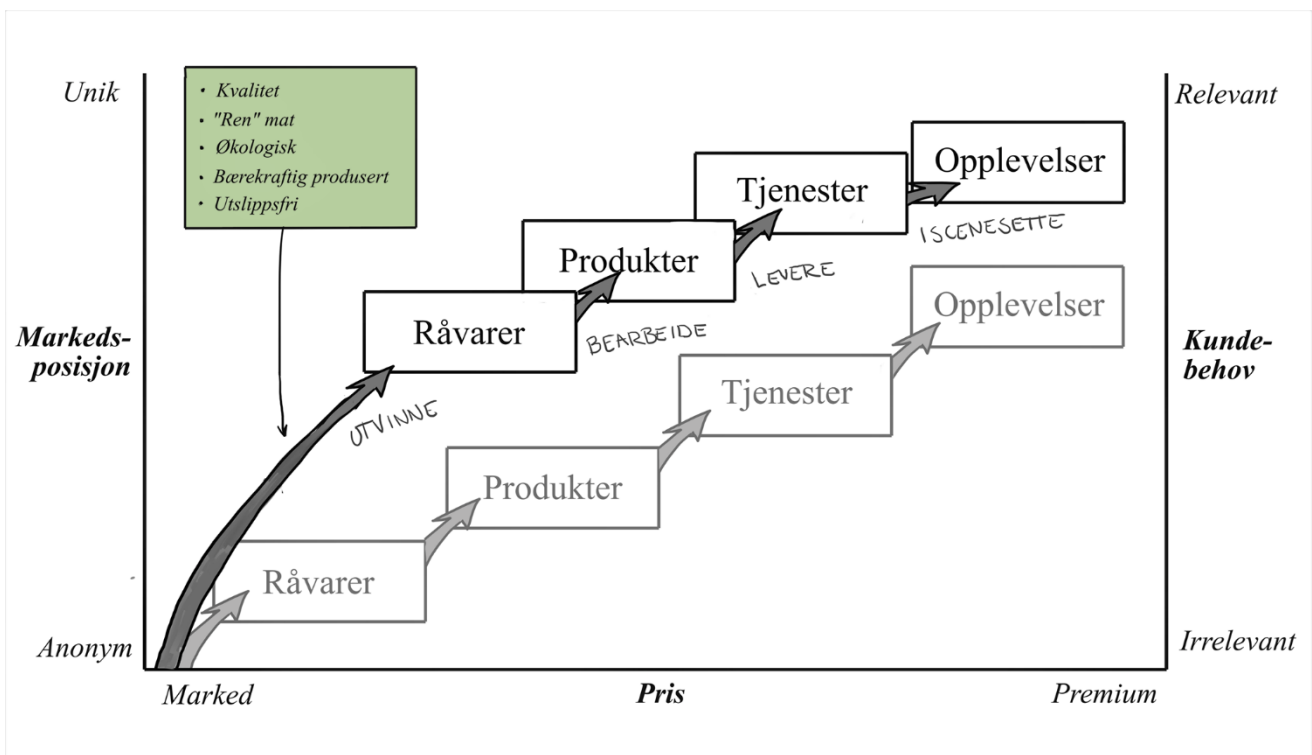 Unik
• Kvalitet
• "Ren" mat
• Økologisk
• Bærekraftig produsert
• Utslippsfri
Relevant
Opplevelser
Tjenester
ISCENESETTE
Produkter
LEVERE
Opplevelser
Råvarer
BEARBEIDE
Markeds-
posisjon
Kunde-
behov
Tjenester
UTVINNE
Produkter
Råvarer
Anonym
Irrelevant
Marked
Pris
Premium